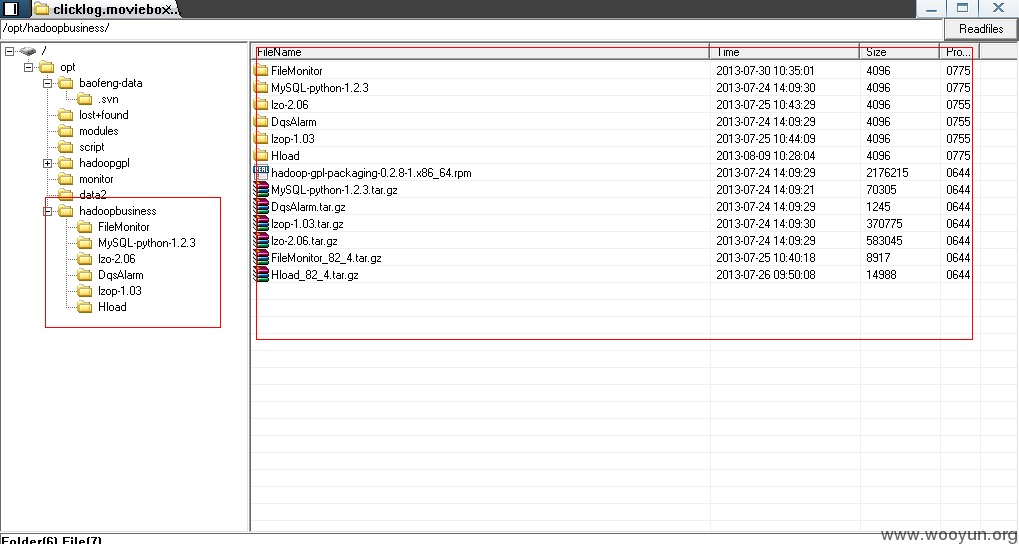 clicklog.moviebox...
/opt/hadoopbusiness/
Readfiles
/
opt
baofeng-data
.svn
lost+found
modules
script
hadoopgpl
monitor
data2
hadoopbusiness
FileMonitor
MySQL-python-1.2.3
lzo-2.06
DqsAlarm
lzop-1.03
Hload
FileName Time Size Pro...
FileMonitor 2013-07-30 10:35:01 4096 0775
MySQL-python-1.2.3 2013-07-24 14:09:30 4096 0775
lzo-2.06 2013-07-25 10:43:29 4096 0755
DqsAlarm 2013-07-24 14:09:29 4096 0755
lzop-1.03 2013-07-25 10:44:09 4096 0755
Hload 2013-08-09 10:28:04 4096 0775
hadoop-gpl-packaging-0.2.8-1.x86_64.rpm 2013-07-24 14:09:29 2176215 0644
MySQL-python-1.2.3.tar.gz 2013-07-24 14:09:21 70305 0644
DqsAlarm.tar.gz 2013-07-24 14:09:29 1245 0644
lzop-1.03.tar.gz 2013-07-24 14:09:30 370775 0644
lzo-2.06.tar.gz 2013-07-24 14:09:29 583045 0644
FileMonitor_82_4.tar.gz 2013-07-25 10:40:18 8917 0644
Hload_82_4.tar.gz 2013-07-26 09:50:08 14988 0644
www.wooyun.org
Folder(6) File(7)